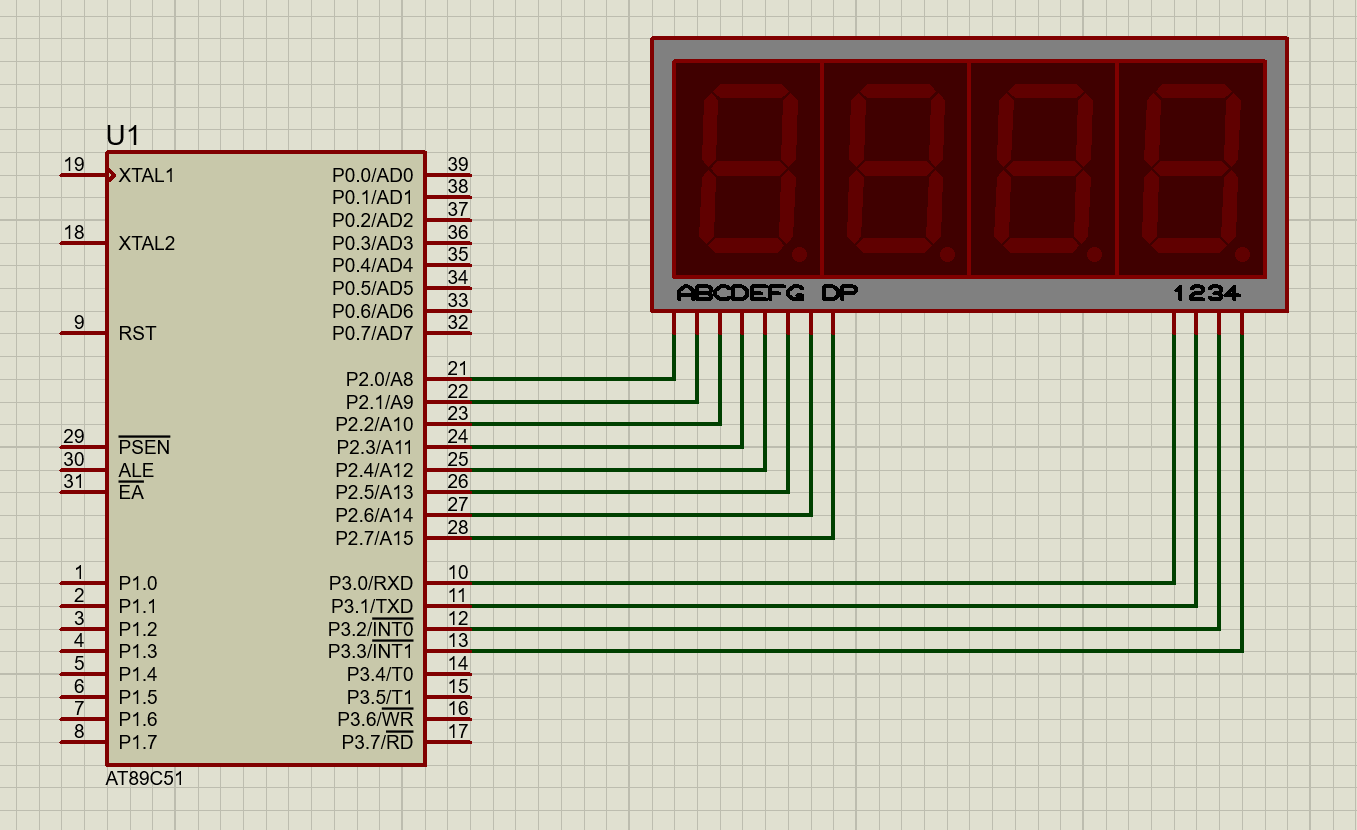 U1
19 XTAL1 P0.0/AD0 39
P0.1/AD1 38
P0.2/AD2 37
18 XTAL2 P0.3/AD3 36
P0.4/AD4 35
P0.5/AD5 34
P0.6/AD6 33
9 RST P0.7/AD7 32
P2.0/A8 21
P2.1/A9 22
P2.2/A10 23
29 PSEN P2.3/A11 24
30 ALE P2.4/A12 25
31 EA P2.5/A13 26
P2.6/A14 27
P2.7/A15 28
1 P1.0 P3.0/RXD 10
2 P1.1 P3.1/TXD 11
3 P1.2 P3.2/INT0 12
4 P1.3 P3.3/INT1 13
5 P1.4 P3.4/T0 14
6 P1.5 P3.5/T1 15
7 P1.6 P3.6/WR 16
8 P1.7 P3.7/RD 17
AT89C51
ABCDEFG DP 1234